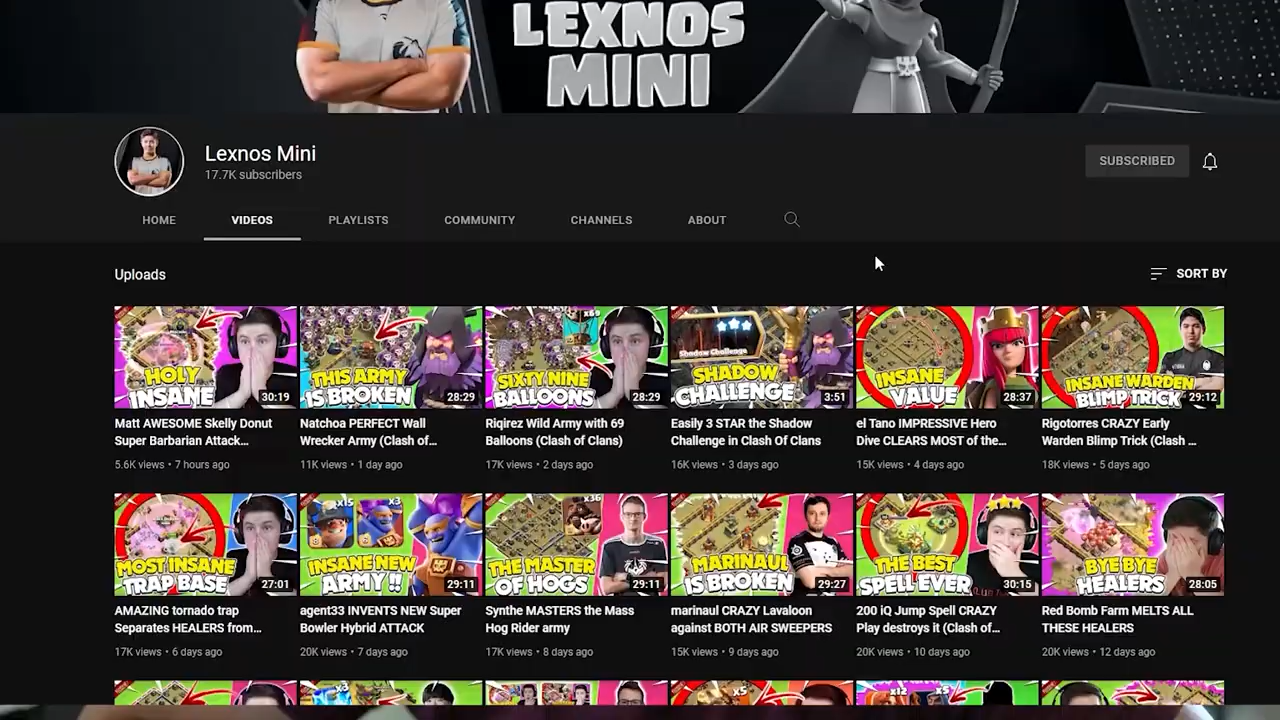 LEXNOS
MINI
Lexnos Mini
17.7K subscribers
SUBSCRIBED
HOME
VIDEOS
PLAYLISTS
COMMUNITY
CHANNELS
ABOUT
Uploads
SORT BY
HOLY
INSANE
30:19
THIS ARMY
IS BROKEN
28:29
x69
SIXTY NINE
BALLOONS
28:29
Shadow Challenge
SHADOW
CHALLENGE
3:51
INSANE
VALUE
28:37
INSANE WARDEN
BLIMP TRICK
29:12
Matt AWESOME Skelly Donut
Super Barbarian Attack...
5.6K views • 7 hours ago
Natchoa PERFECT Wall
Wrecker Army (Clash of...
11K views • 1 day ago
Riqirez Wild Army with 69
Balloons (Clash of Clans)
17K views • 2 days ago
Easily 3 STAR the Shadow
Challenge in Clash Of Clans
16K views • 3 days ago
el Tano IMPRESSIVE Hero
Dive CLEARS MOST of the...
15K views • 4 days ago
Rigotorres CRAZY Early
Warden Blimp Trick (Clash ...
18K views • 5 days ago
MOST INSANE
TRAP BASE
27:01
x15
x3
INSANE NEW
ARMY !!
29:11
x36
THE MASTER
OF HOGS
29:11
MARINAUL
IS BROKEN
29:27
THE BEST
SPELL EVER
30:15
BYE BYE
HEALERS
28:05
AMAZING tornado trap
Separates HEALERS from...
17K views • 6 days ago
agent33 INVENTS NEW Super
Bowler Hybrid ATTACK
20K views • 7 days ago
Synthe MASTERS the Mass
Hog Rider army
17K views • 8 days ago
marinaul CRAZY Lavaloon
against BOTH AIR SWEEPERS
15K views • 9 days ago
200 iQ Jump Spell CRAZY
Play destroys it (Clash of...
20K views • 10 days ago
Red Bomb Farm MELTS ALL
THESE HEALERS
20K views • 12 days ago
x3
x5
x12
x5